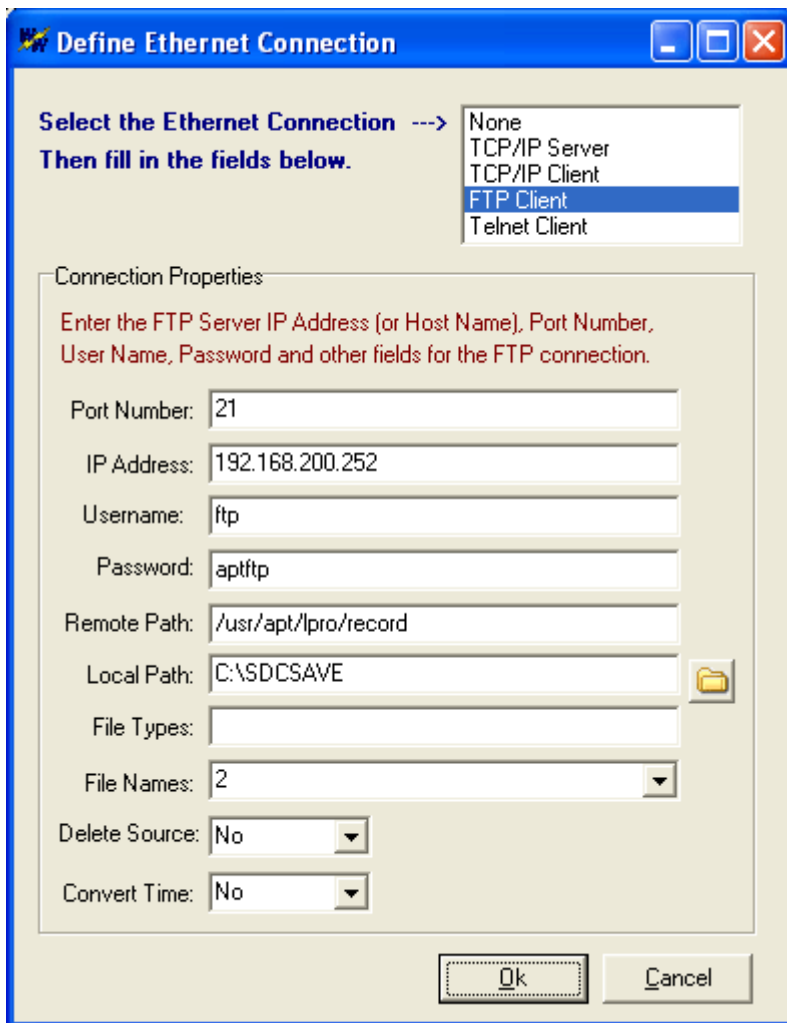 Define Ethernet Connection
Select the Ethernet Connection --->
Then fill in the fields below.
None
TCP/IP Server
TCP/IP Client
FTP Client
Telnet Client
Connection Properties
Enter the FTP Server IP Address (or Host Name), Port Number,
User Name, Password and other fields for the FTP connection.
Port Number: 21
IP Address: 192.168.200.252
Username: ftp
Password: aptftp
Remote Path: /usr/apt/lpro/record
Local Path: C:\SDCSAVE
File Types:
File Names: 2
Delete Source: No
Convert Time: No
Ok Cancel